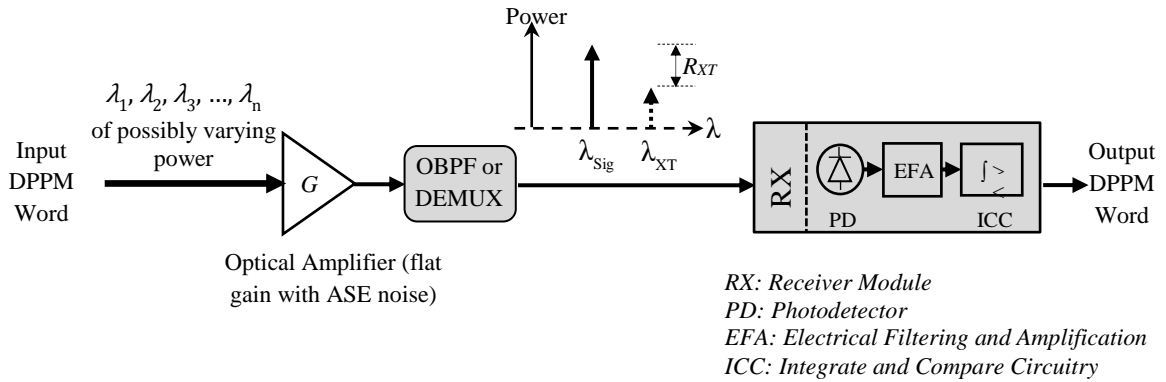 Power
R_XT
λ1, λ2, λ3, ..., λn
of possibly varying
power
λ
λSig
λXT
Input
DPPM
Word
G
OBPF or
DEMUX
RX
EFA
∫ >
<
PD
ICC
Output
DPPM
Word
Optical Amplifier (flat
gain with ASE noise)
RX: Receiver Module
PD: Photodetector
EFA: Electrical Filtering and Amplification
ICC: Integrate and Compare Circuitry